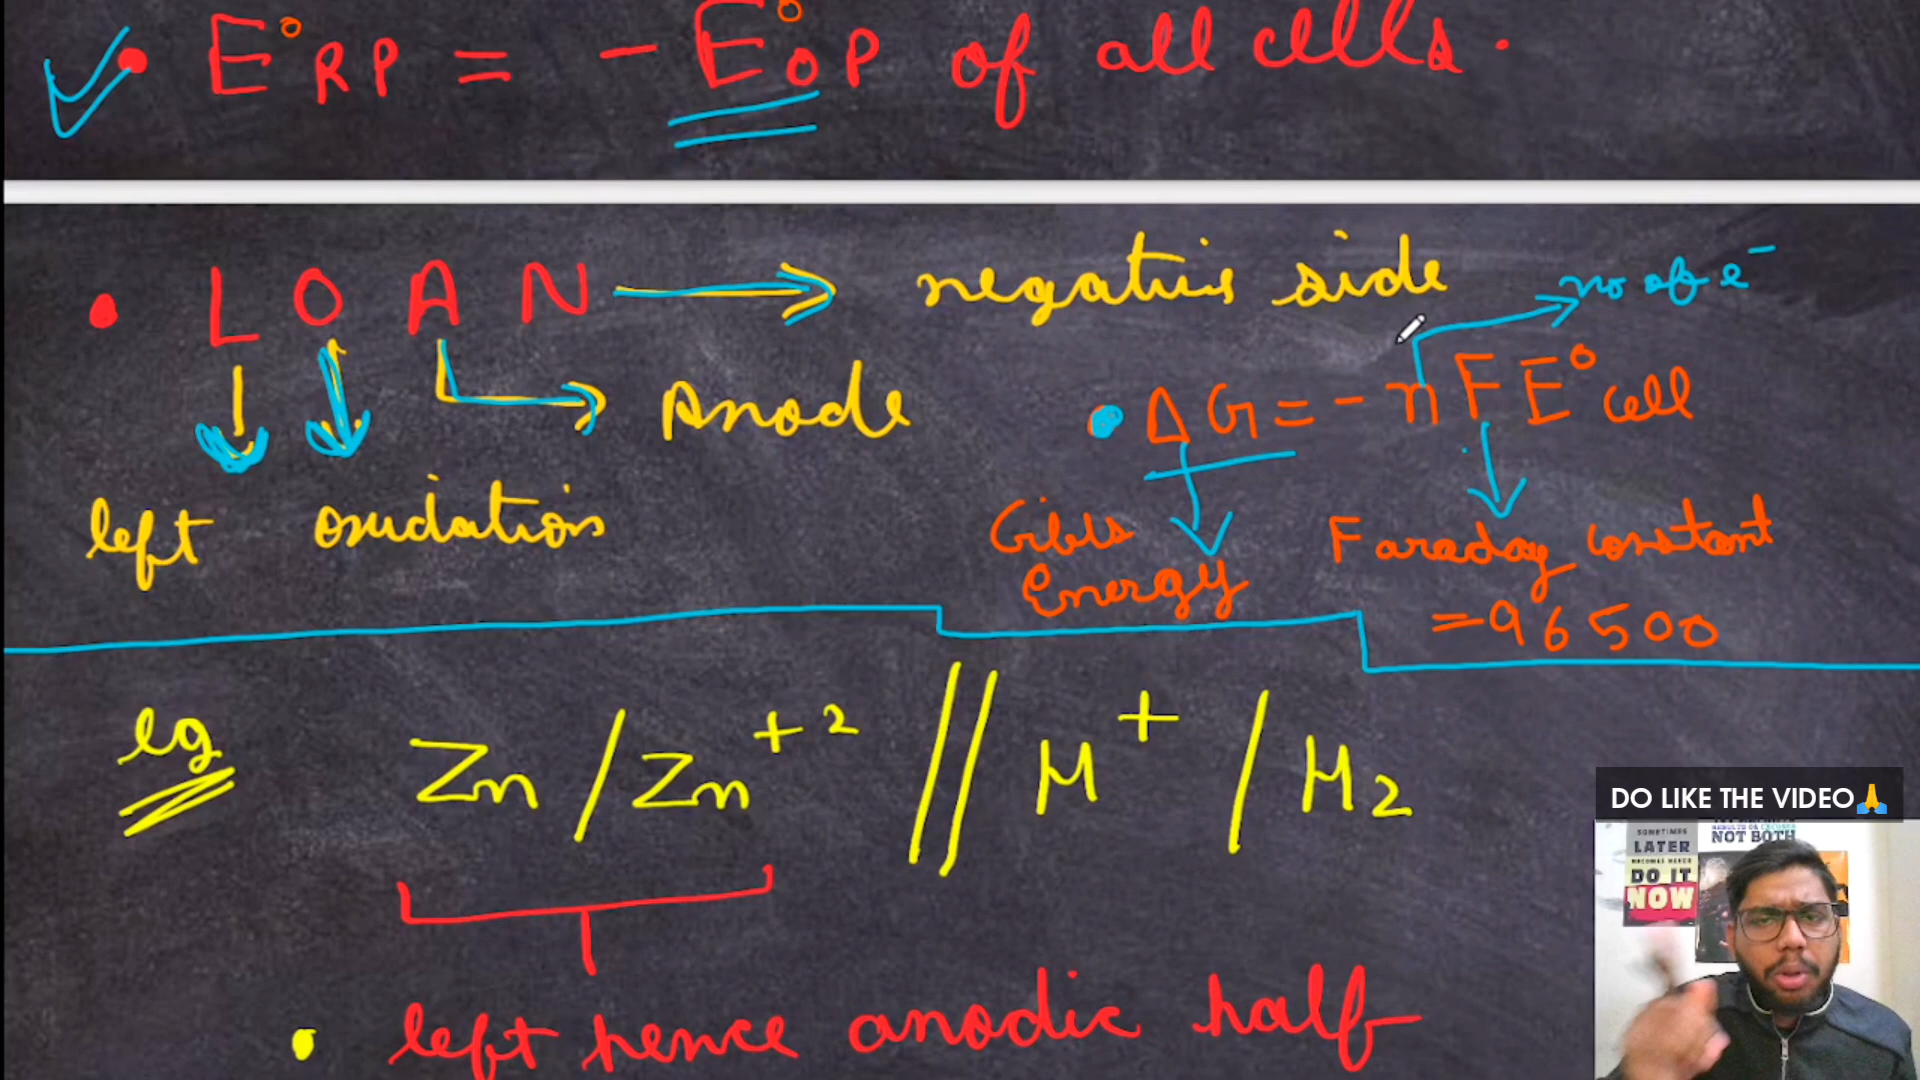 E° RP = - E° OP of all cells.
• L O A N → negative side
no of e⁻
Anode
• ΔG = - n F E° cell
left oxidation
Gibbs Energy
Faraday constant = 96500
eg Zn / Zn⁺² // H⁺ / H₂
DO LIKE THE VIDEO🙏
NOT BOTH
SOMETIMES
LATER
BECOMES NEVER
DO IT
NOW
• left hence anodic half